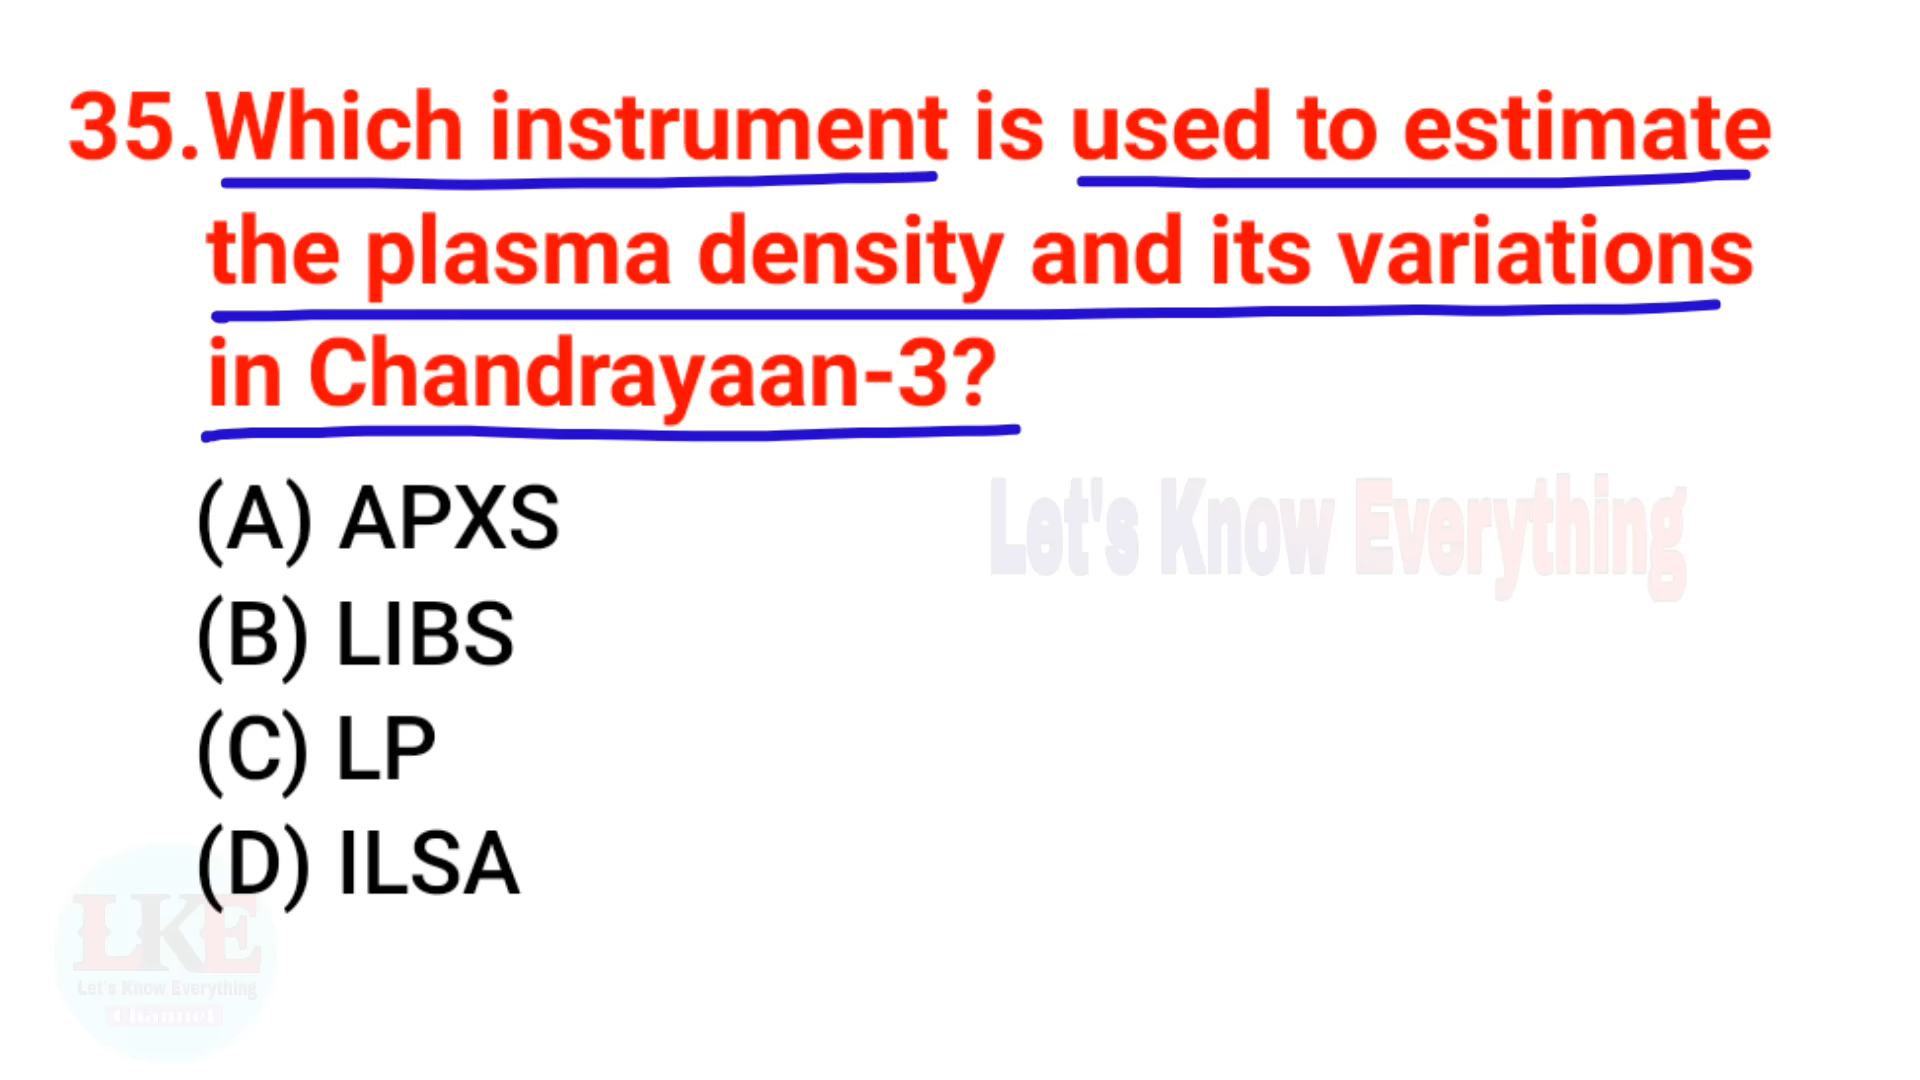 35.Which instrument is used to estimate
the plasma density and its variations
in Chandrayaan-3?
(A) APXS
Let's Know Everything
(B) LIBS
(C) LP
(D) ILSA
LKE
Let's Know Everything
Channel